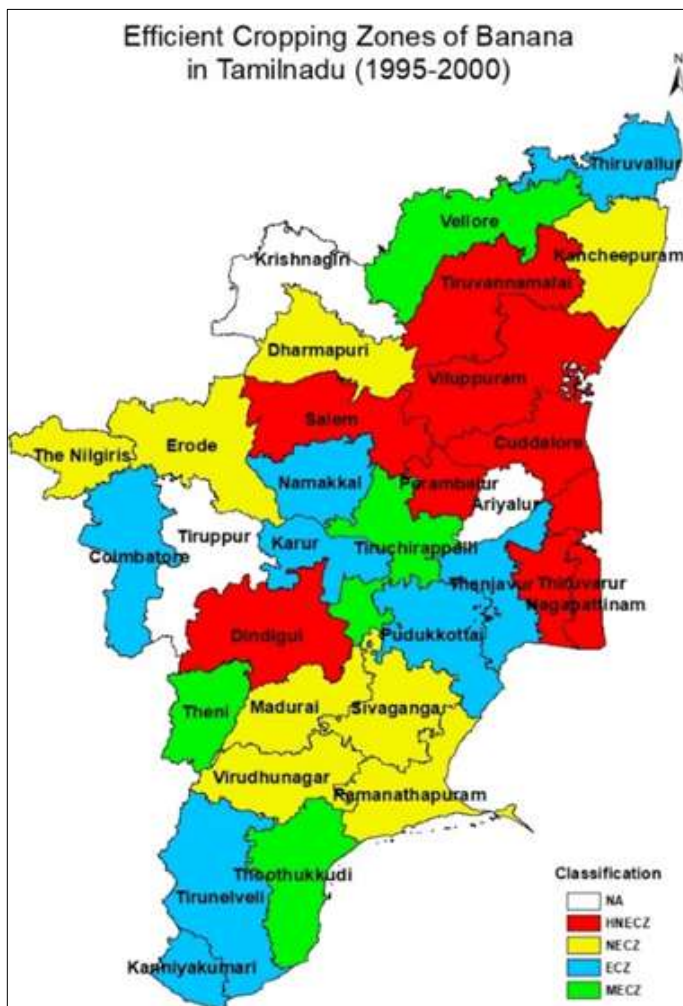 Efficient Cropping Zones of Banana
in Tamilnadu (1995-2000)
N
Thiruvallur
Vellore
Kancheepuram
Krishnagiri
Tiruvannamalai
Dharmapuri
Viluppuram
Salem
Cuddalore
The Nilgiris
Erode
Namakkal
Perambalur
Ariyalur
Tiruppur
Coimbatore
Karur
Tiruchirappalli
Thanjavur
Thiruvarur
Nagapattinam
Dindigul
Pudukkottai
Theni
Madurai
Sivaganga
Virudhunagar
Ramanathapuram
Thoothukkudi
Tirunelveli
Kanniyakumari
Classification
NA
HNECZ
NECZ
ECZ
MECZ